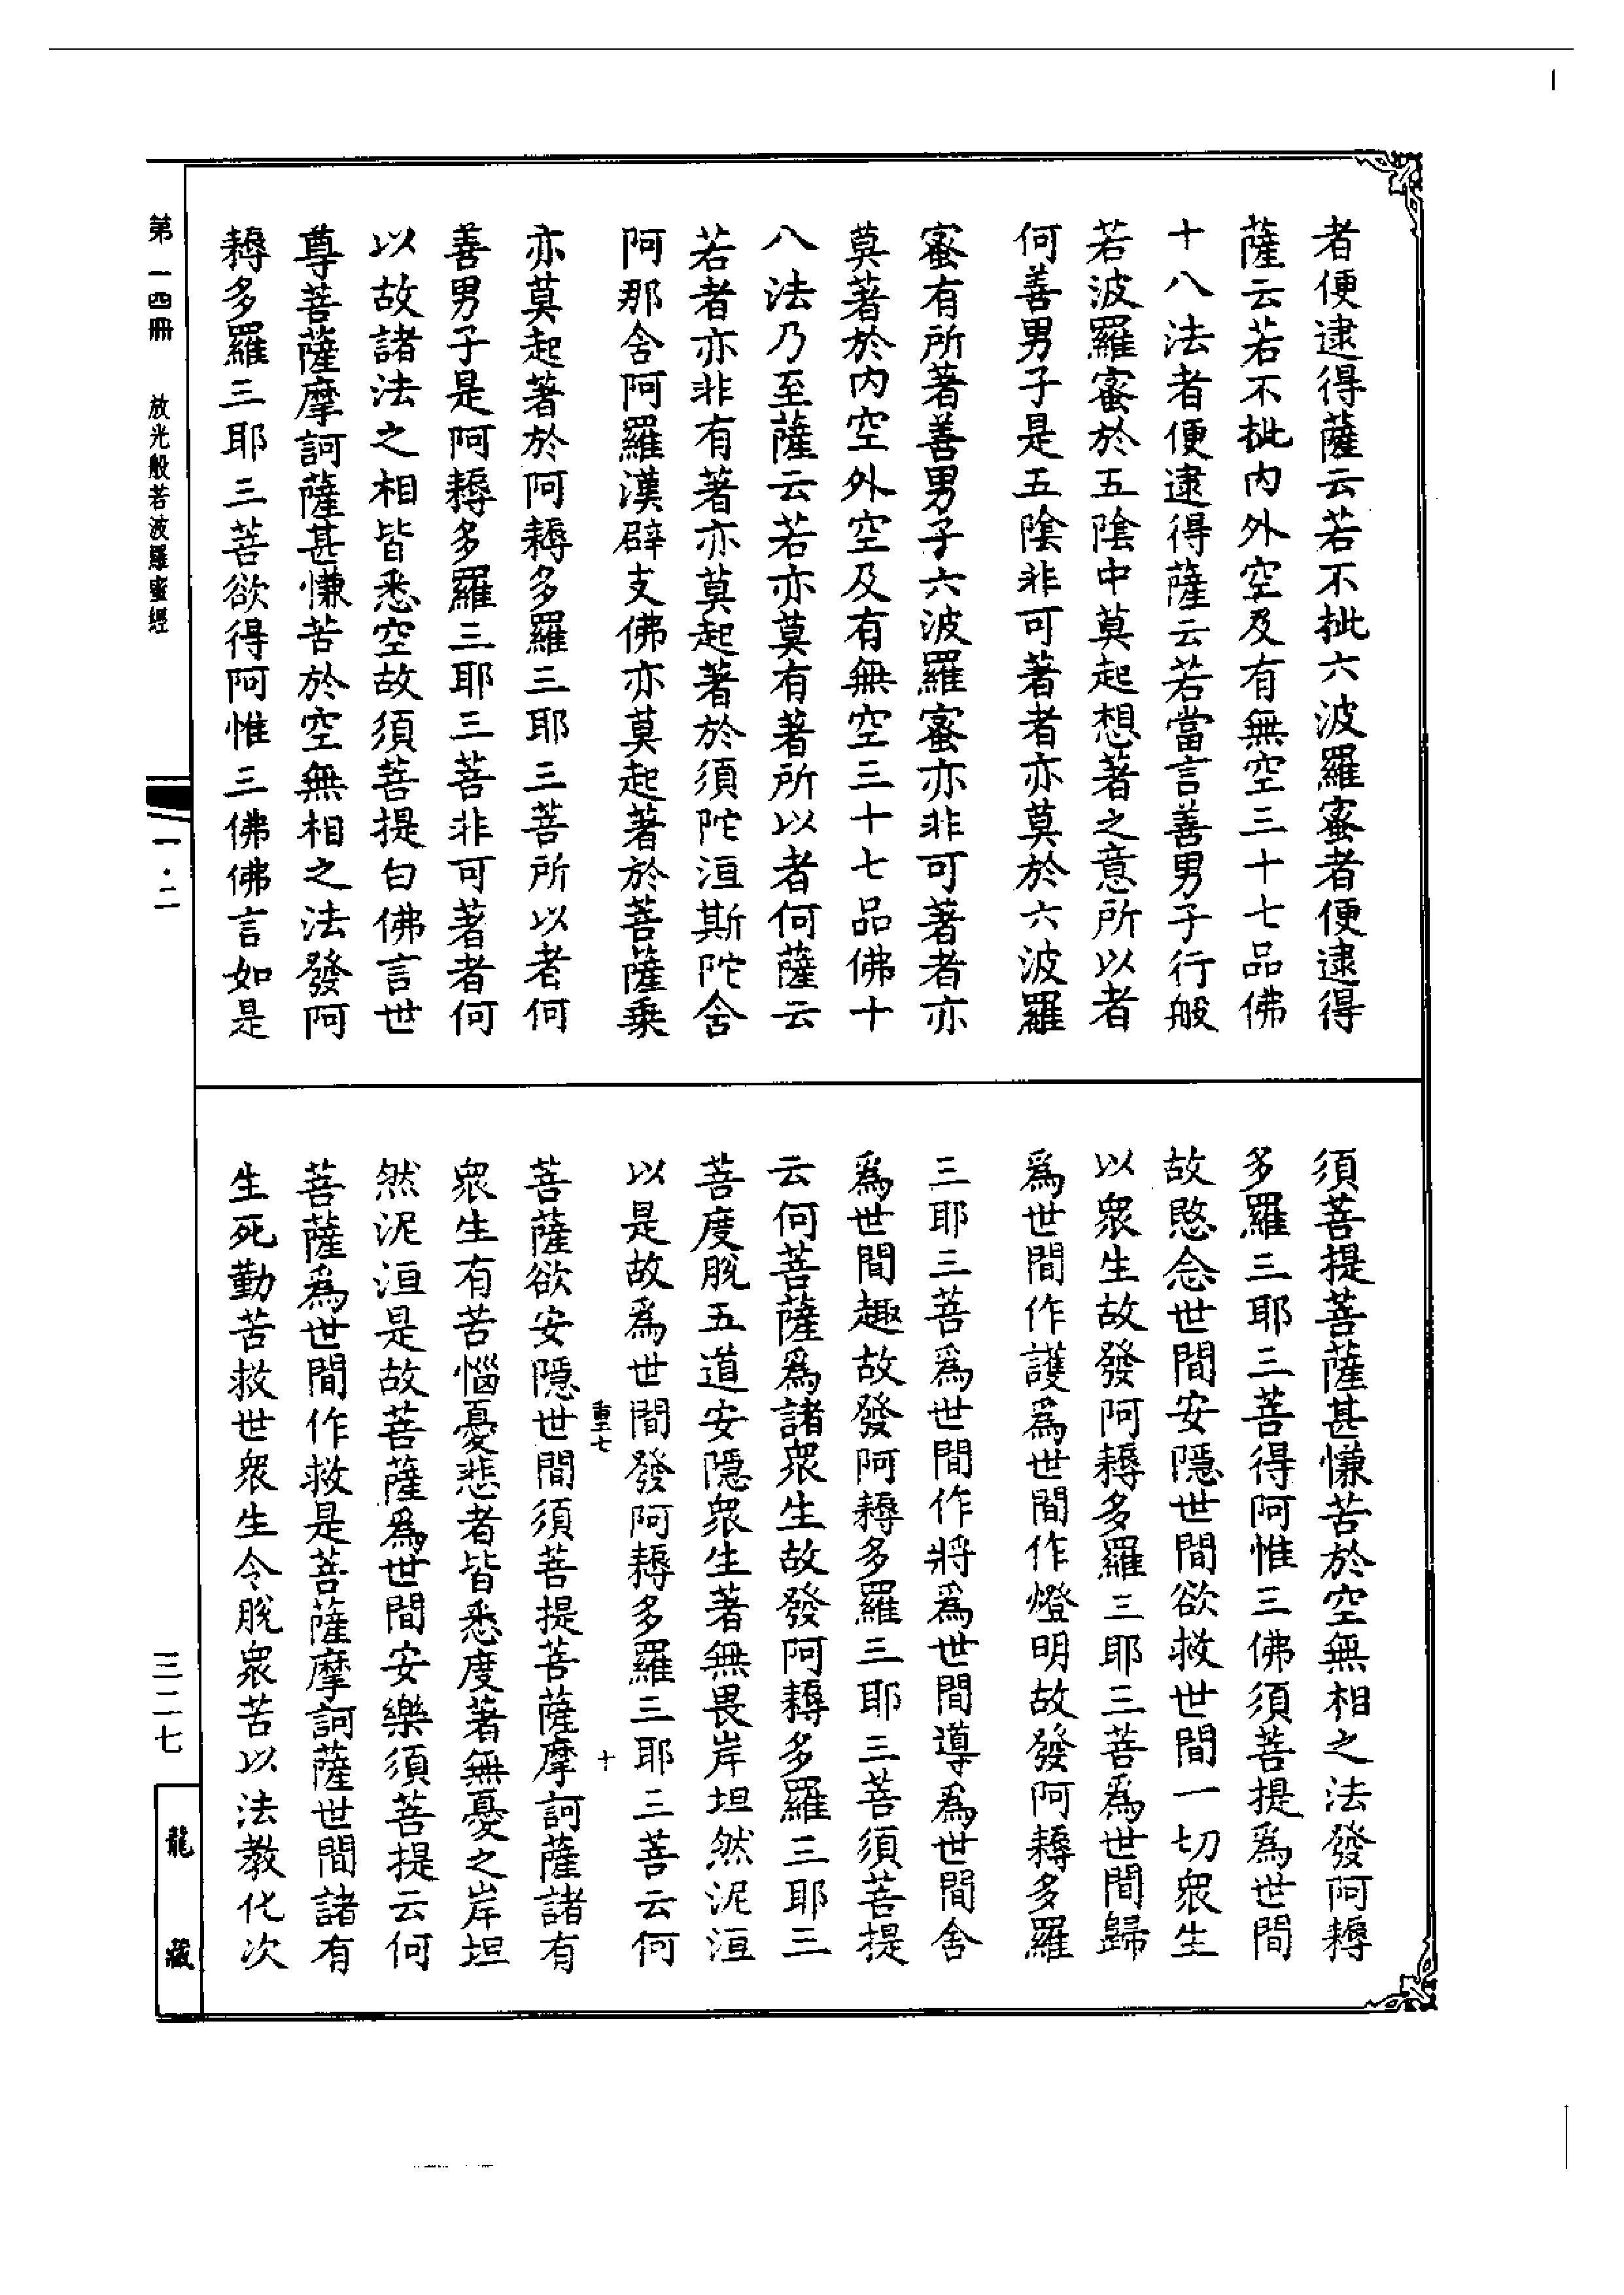 者便逮得薩云若不批六波羅蜜者便逮得
薩云若不批内外空及有無空三十七品佛
十八法者便逮得薩云若當言善男子行般
若波羅蜜於五陰中莫起想著之意所以者
何善男子是五陰非可著者亦莫於六波羅
蜜有所著善男子六波羅蜜亦非可著者亦
莫著於内空外空及有無空三十七品佛十
八法乃至薩云若亦莫有著所以者何薩云
若者亦非有著亦莫起著於須陀洹斯陀含
阿那含阿羅漢辟支佛亦莫起著於菩薩乗
亦莫起著於阿耨多羅三耶三菩所以者何
善男子是阿耨多羅三耶三菩非可著者何
以故諸法之相皆悉空故須菩提白佛言世
尊菩薩摩訶薩甚慊苦於空無相之法發阿
耨多羅三耶三菩欲得阿惟三佛佛言如是
須菩提菩薩甚慊苦於空無相之法發阿耨
多羅三耶三菩得阿惟三佛須菩提爲世間
故愍念世間安隱世間欲救世間一切衆生
以衆生故發阿耨多羅三耶三菩爲世間歸
爲世間作護爲世間作燈明故發阿耨多羅
三耶三菩爲世間作將爲世間導爲世間舍
爲世間趣故發阿耨多羅三耶三菩須菩提
云何菩薩爲諸衆生故發阿耨多羅三耶三
菩度脫五道安隱衆生著無畏岸坦然泥洹
以是故爲世間發阿耨多羅三耶三菩云何
重七 十
菩薩欲安隱世間須菩提菩薩摩訶薩諸有
衆生有苦惱憂悲者皆悉度著無憂之岸坦
然泥洹是故菩薩爲世間安樂須菩提云何
菩薩爲世間作救是菩薩摩訶薩世間諸有
生死勤苦救世衆生令脫衆苦以法教化次
第一四冊 放光般若波羅蜜經
一·二
三二七
龍藏